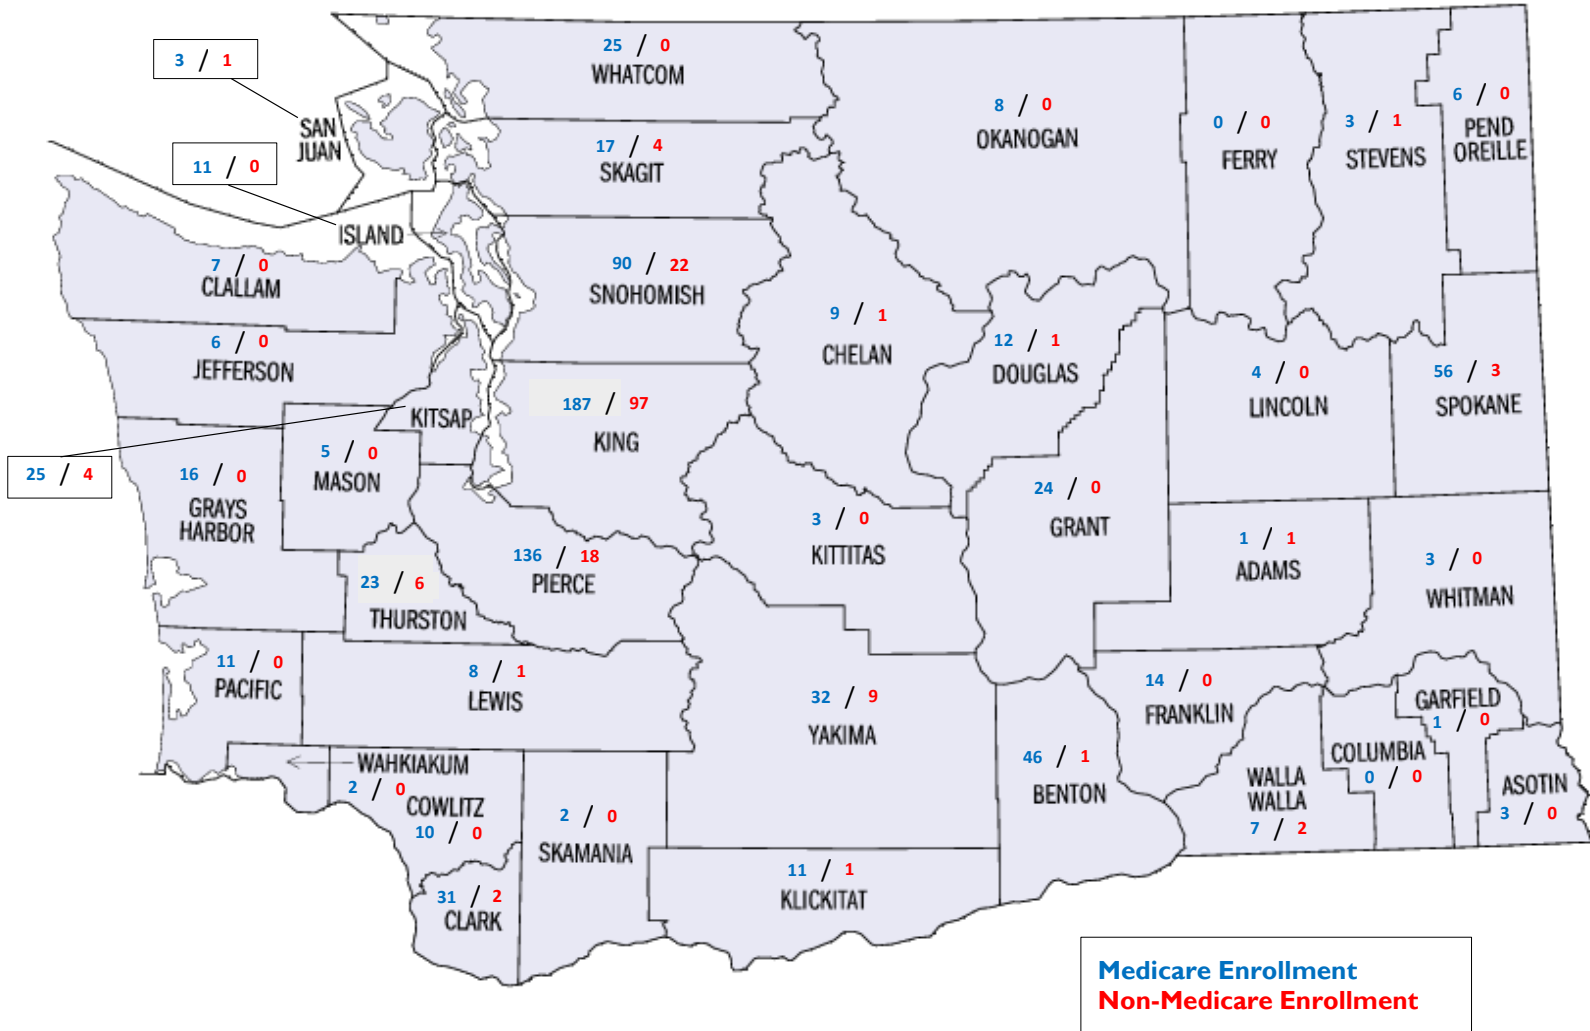 25 / 0
WHATCOM
3 / 1
SAN
JUAN
8 / 0
OKANOGAN
0 / 0
FERRY
3 / 1
STEVENS
6 / 0
PEND
OREILLE
17 / 4
SKAGIT
11 / 0
ISLAND
7 / 0
CLALLAM
90 / 22
SNOHOMISH
6 / 0
JEFFERSON
9 / 1
CHELAN
12 / 1
DOUGLAS
4 / 0
LINCOLN
56 / 3
SPOKANE
187 / 97
KING
KITSAP
25 / 4
5 / 0
MASON
16 / 0
GRAYS
HARBOR
24 / 0
GRANT
3 / 0
KITTITAS
1 / 1
ADAMS
3 / 0
WHITMAN
136 / 18
PIERCE
23 / 6
THURSTON
11 / 0
PACIFIC
8 / 1
LEWIS
32 / 9
YAKIMA
14 / 0
FRANKLIN
GARFIELD
1 / 0
46 / 1
BENTON
COLUMBIA
0 / 0
WALLA
WALLA
7 / 2
ASOTIN
3 / 0
WAHKIAKUM
2 / 0
COWLITZ
10 / 0
2 / 0
SKAMANIA
11 / 1
KLICKITAT
31 / 2
CLARK
Medicare Enrollment
Non-Medicare Enrollment